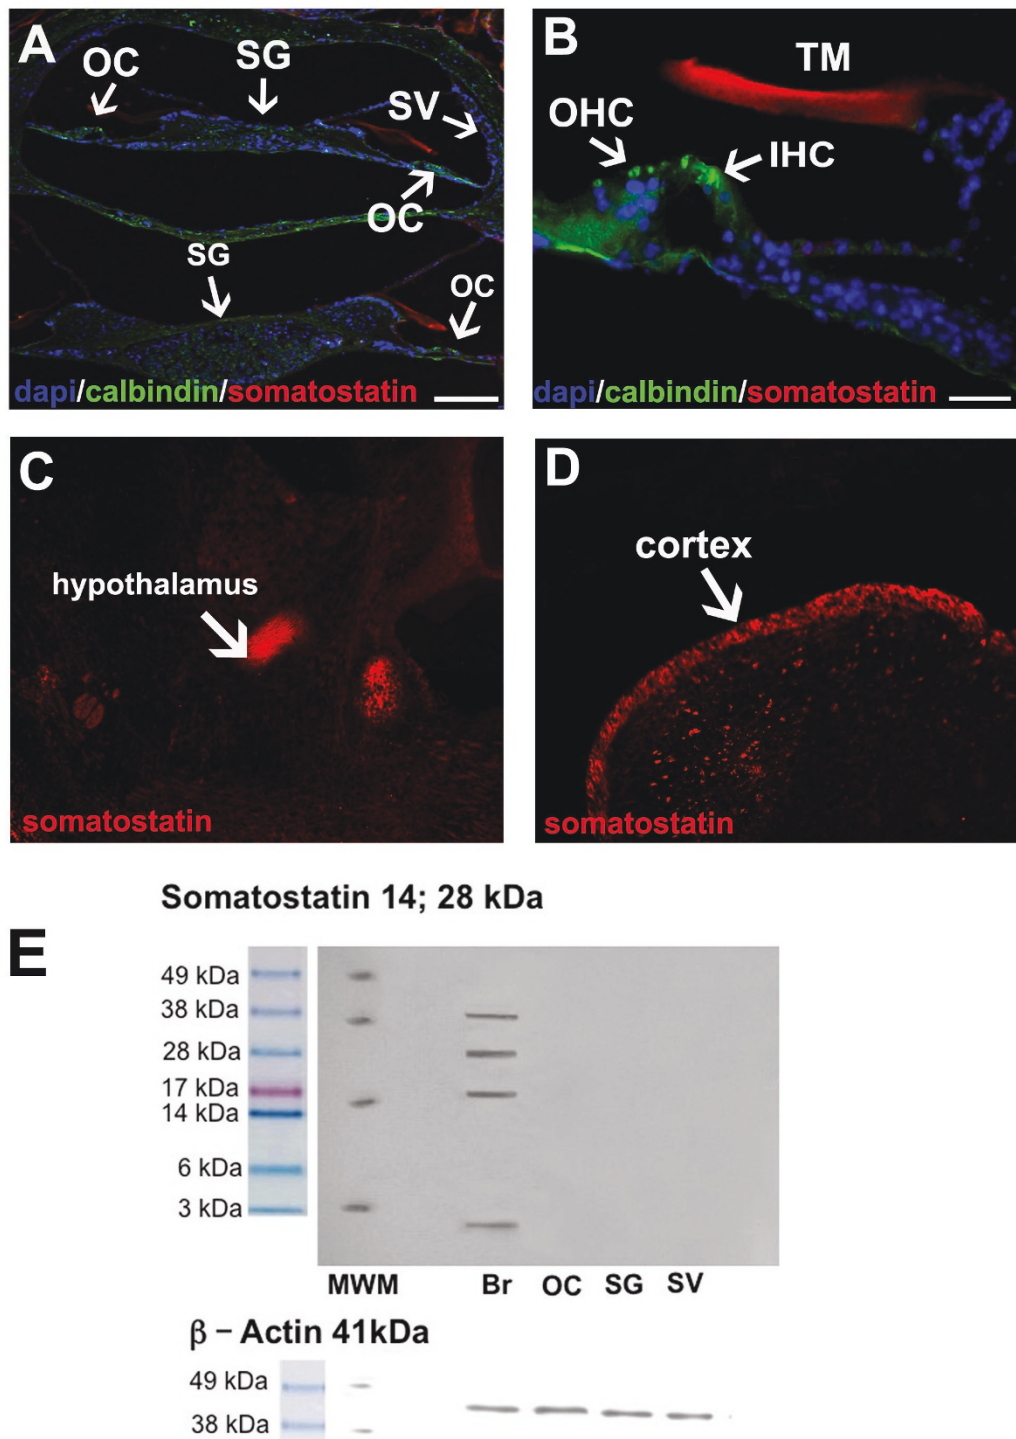 A
OC
SG
SV
OC
SG
OC
dapi/calbindin/somatostatin
B
TM
OHC
IHC
dapi/calbindin/somatostatin
C
hypothalamus
somatostatin
D
cortex
somatostatin
Somatostatin 14; 28 kDa
E
49 kDa
38 kDa
28 kDa
17 kDa
14 kDa
6 kDa
3 kDa
MWM Br OC SG SV
β – Actin 41kDa
49 kDa
38 kDa